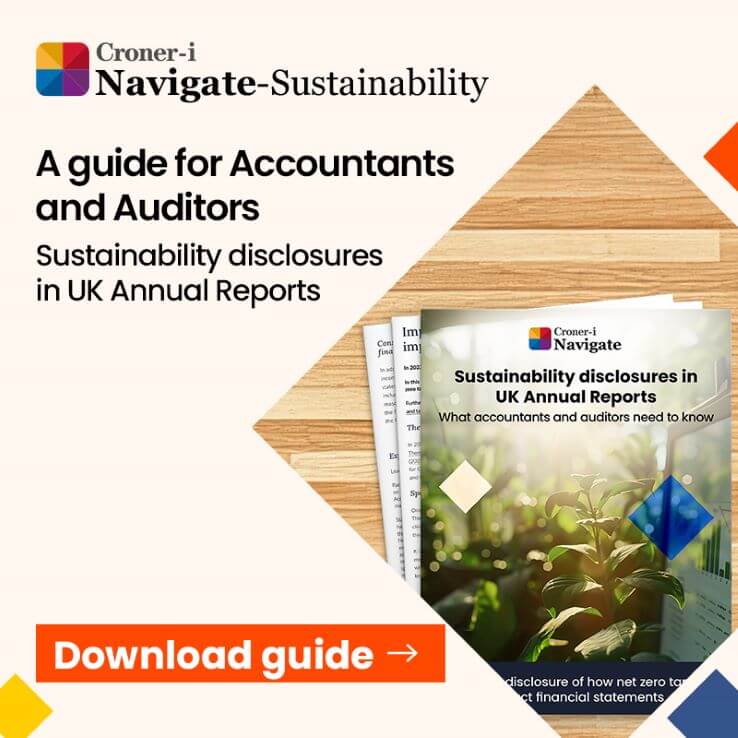 Croner-i
Navigate-Sustainability
A guide for Accountants
and Auditors
Sustainability disclosures
in UK Annual Reports
Croner-i
Navigate
Sustainability disclosures in
UK Annual Reports
What accountants and auditors need to know
disclosure of how net zero
financial statements
Download guide →